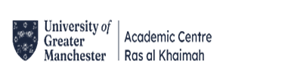 University of
Greater
Manchester
Academic Centre
Ras al Khaimah